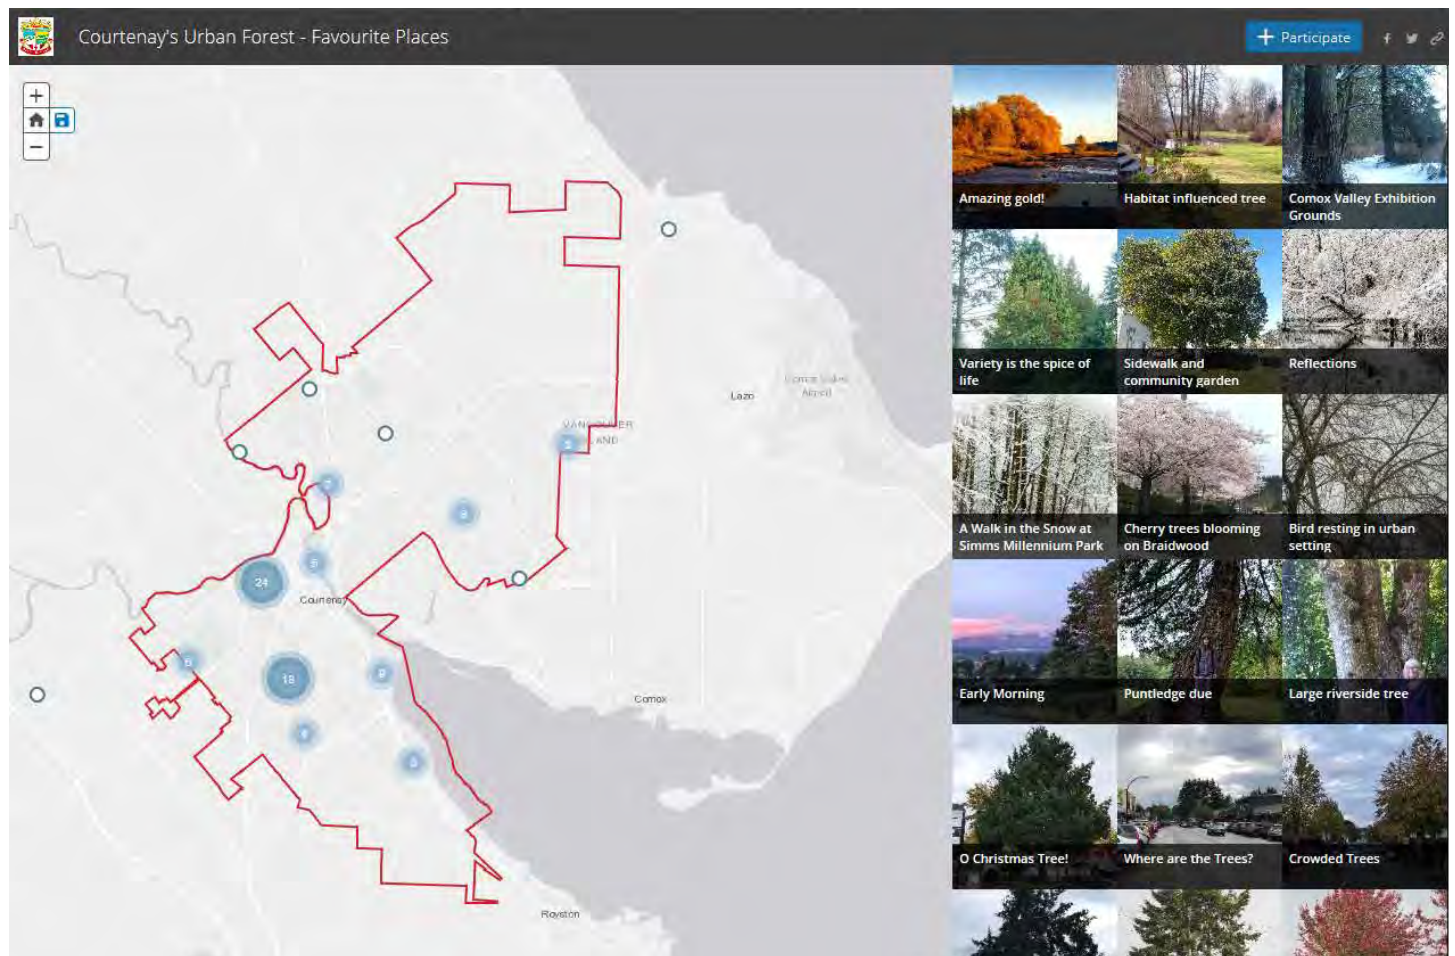 Courtenay's Urban Forest - Favourite Places
+ Participate
Amazing gold!
Habitat influenced tree
Comox Valley Exhibition
Grounds
Variety is the spice of
life
Sidewalk and
community garden
Reflections
A Walk in the Snow at
Simms Millennium Park
Cherry trees blooming
on Braidwood
Bird resting in urban
setting
Early Morning
Puntledge due
Large riverside tree
O Christmas Tree!
Where are the Trees?
Crowded Trees
Lazo
VANCOUVER
24
Courtenay
18
Comox
Royston